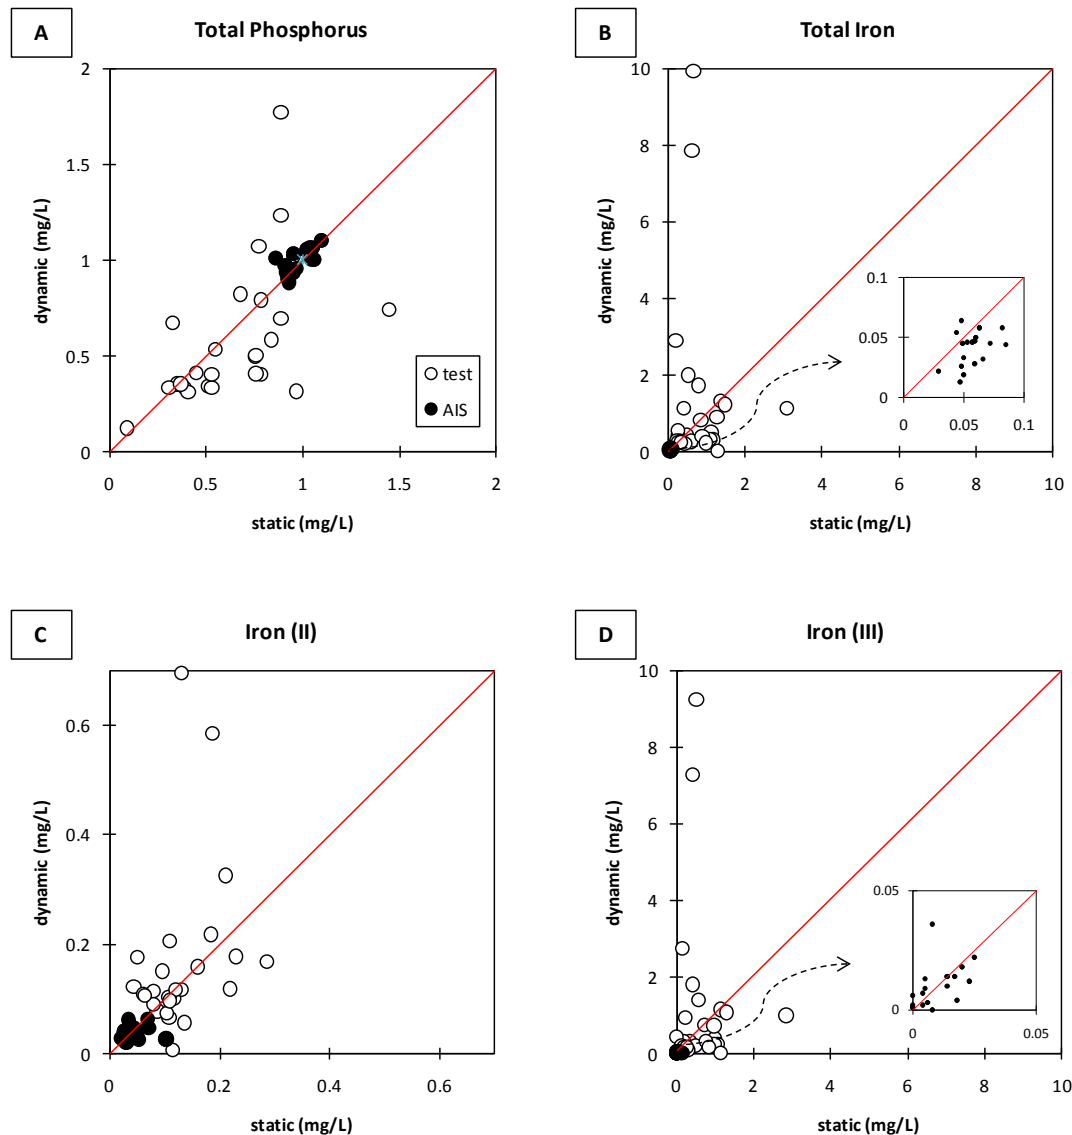 A
Total Phosphorus
2
1.5
1
0.5
0
dynamic (mg/L)
test
AIS
0
0.5
1
1.5
2
static (mg/L)
B
Total Iron
10
8
6
4
2
0
dynamic (mg/L)
0.1
0.05
0
0
0.05
0.1
0
2
4
6
8
10
static (mg/L)
C
Iron (II)
0.6
0.4
0.2
0
dynamic (mg/L)
0
0.2
0.4
0.6
static (mg/L)
D
Iron (III)
10
8
6
4
2
0
dynamic (mg/L)
0.05
0
0
0.05
0
2
4
6
8
10
static (mg/L)